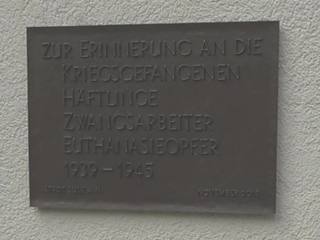 ZUR ERINNERUNG AN DIE
KRIEGSGEFANGENEN
HÄFTLINGE
ZWANGSARBEITER
EUTHANASIEOPFER
1939 – 1945